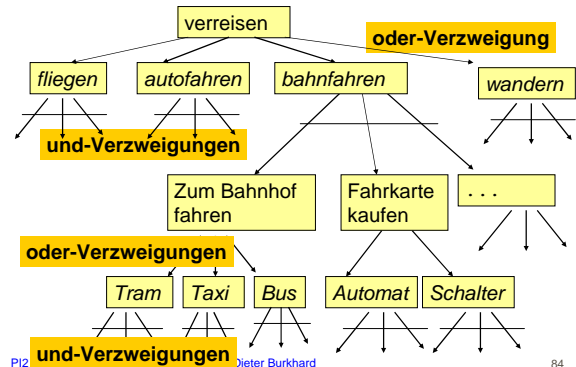 verreisen
oder-Verzweigung
fliegen
autofahren
bahnfahren
wandern
und-Verzweigungen
Zum Bahnhof
fahren
Fahrkarte
kaufen
. . .
oder-Verzweigungen
Tram
Taxi
Bus
Automat
Schalter
und-Verzweigungen
PI2
Dieter Burkhard
84